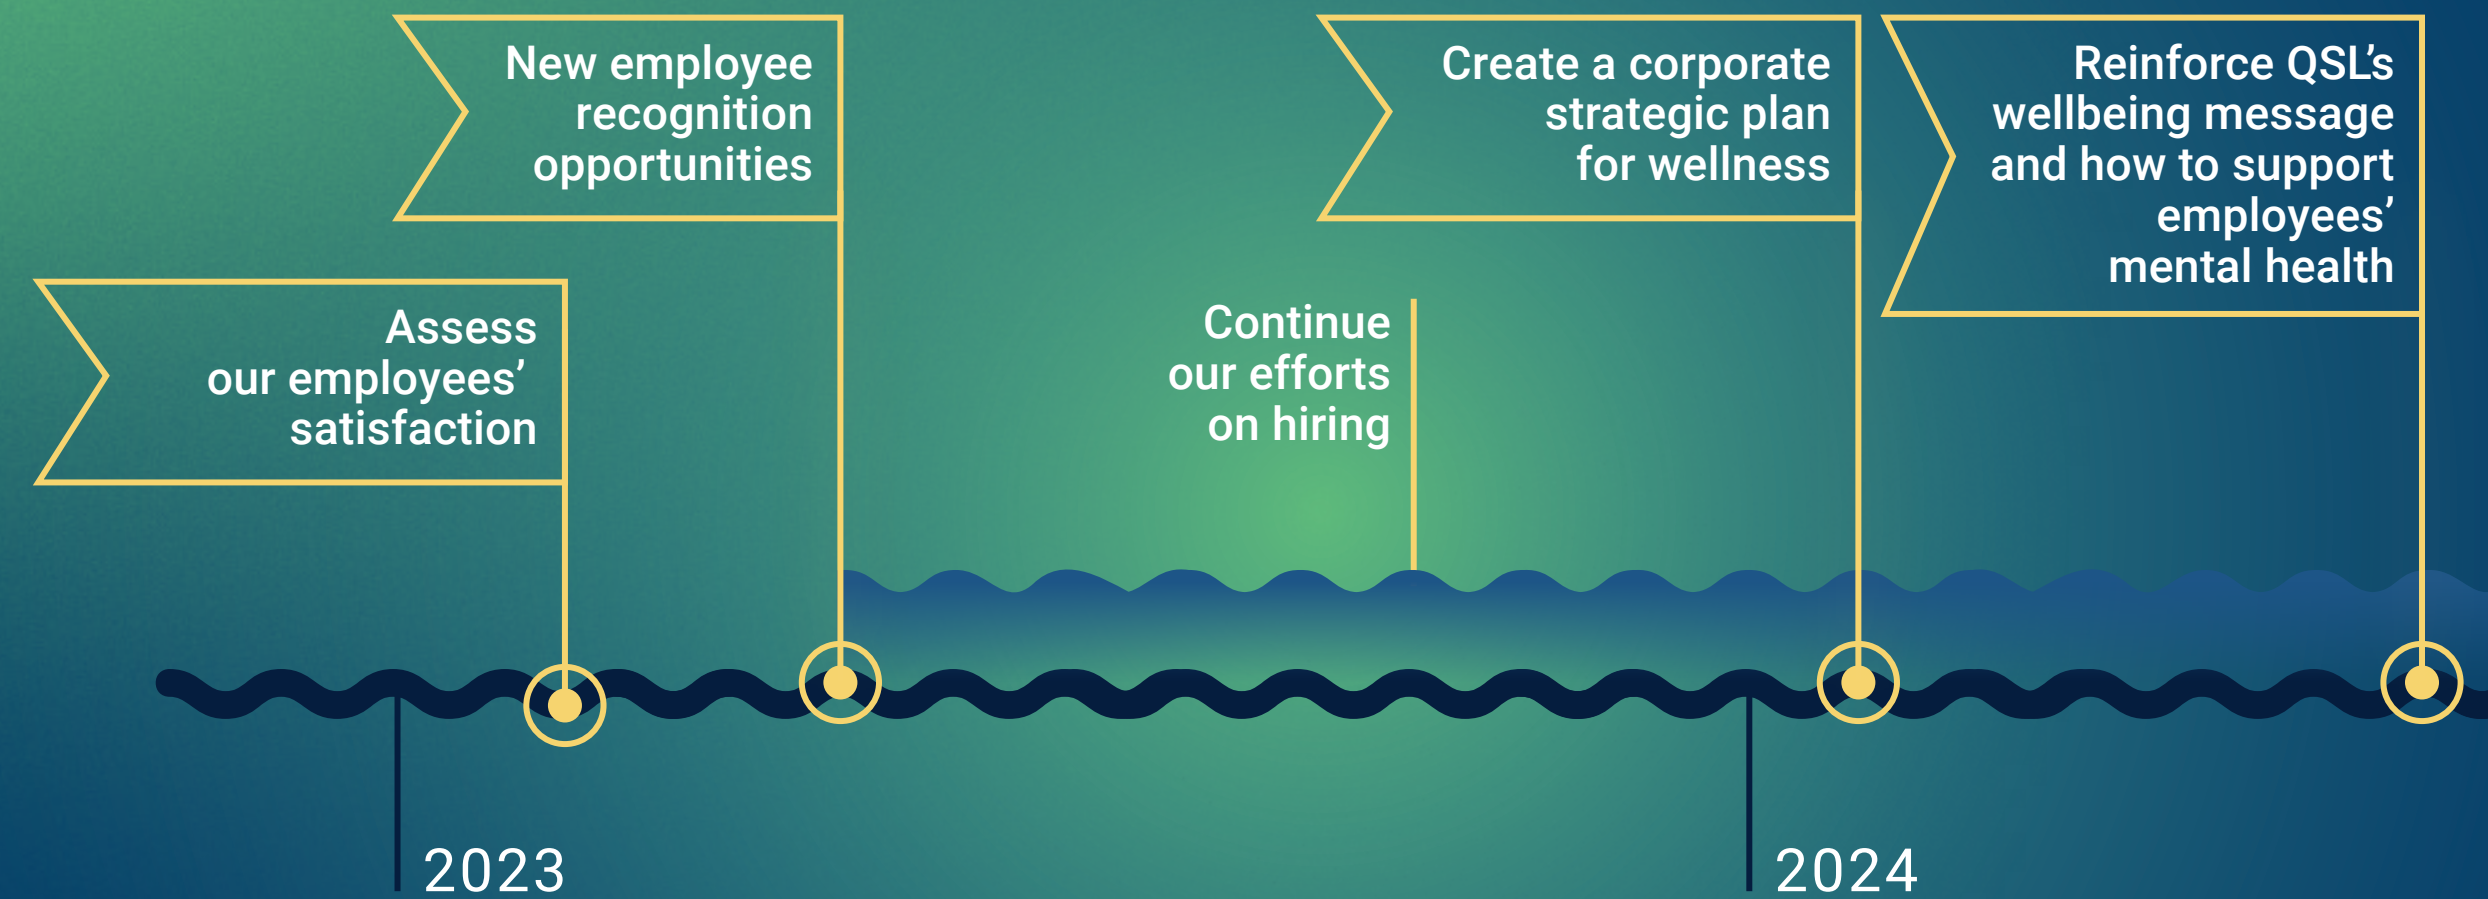 New employee
recognition
opportunities
Create a corporate
strategic plan
for wellness
Reinforce QSL’s
wellbeing message
and how to support
employees’
mental health
Assess
our employees’
satisfaction
Continue
our efforts
on hiring
2023
2024